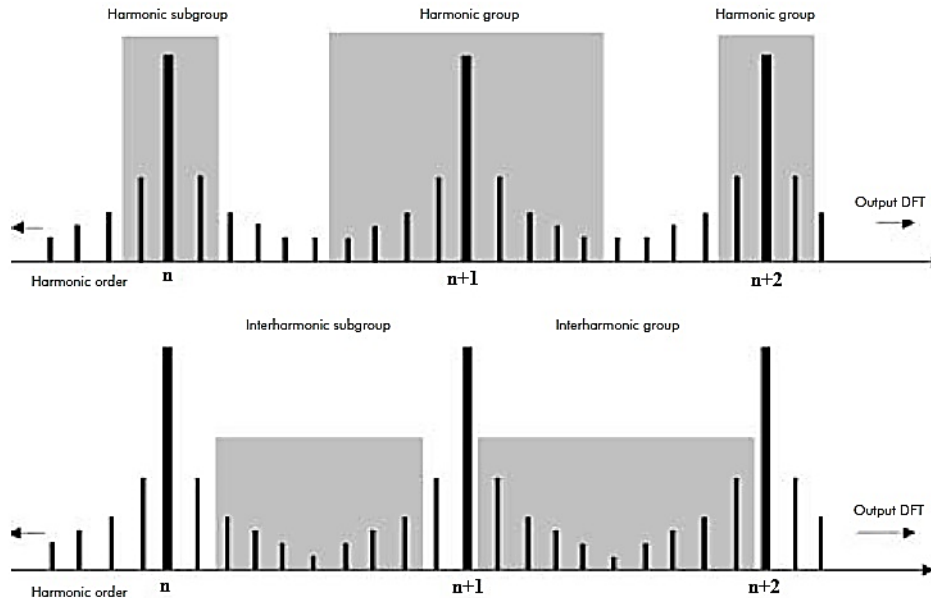 Harmonic subgroup Harmonic group Harmonic group
Output DFT
Harmonic order n n+1 n+2
Interharmonic subgroup Interharmonic group
Output DFT
Harmonic order n n+1 n+2